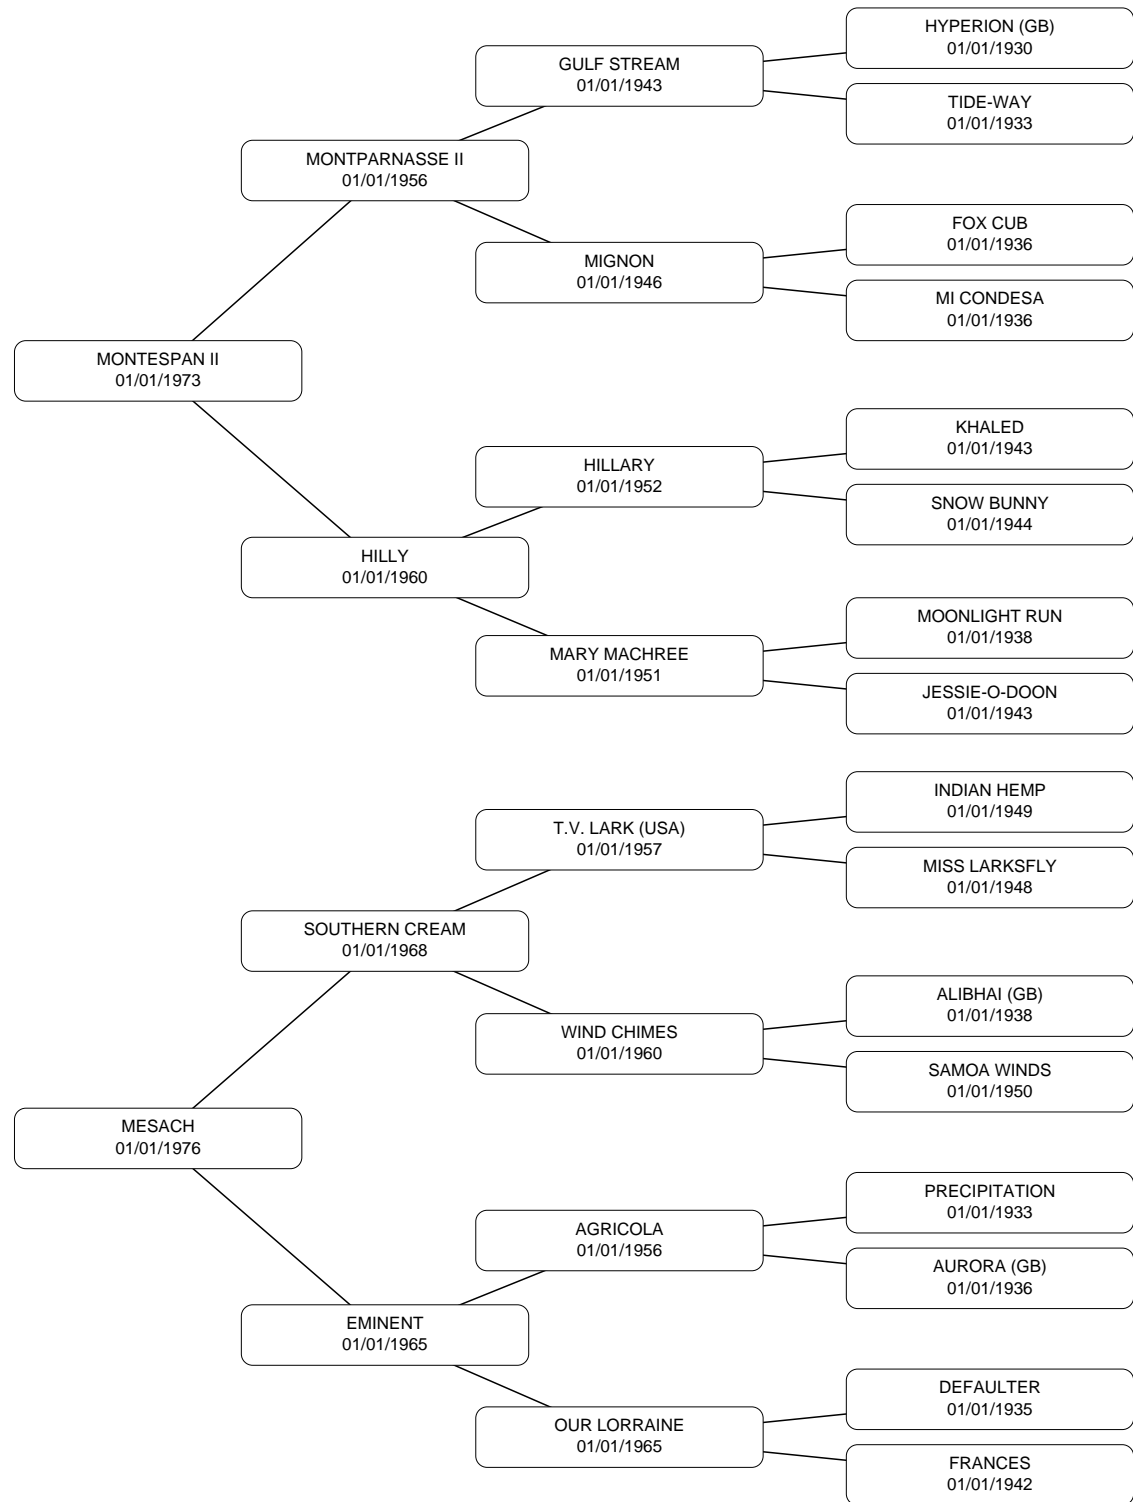 HYPERION (GB)
01/01/1930
GULF STREAM
01/01/1943
TIDE-WAY
01/01/1933
MONTPARNASSE II
01/01/1956
FOX CUB
01/01/1936
MIGNON
01/01/1946
MI CONDESA
01/01/1936
MONTESPAN II
01/01/1973
KHALED
01/01/1943
HILLARY
01/01/1952
SNOW BUNNY
01/01/1944
HILLY
01/01/1960
MOONLIGHT RUN
01/01/1938
MARY MACHREE
01/01/1951
JESSIE-O-DOON
01/01/1943
INDIAN HEMP
01/01/1949
T.V. LARK (USA)
01/01/1957
MISS LARKSFLY
01/01/1948
SOUTHERN CREAM
01/01/1968
ALIBHAI (GB)
01/01/1938
WIND CHIMES
01/01/1960
SAMOA WINDS
01/01/1950
MESACH
01/01/1976
PRECIPITATION
01/01/1933
AGRICOLA
01/01/1956
AURORA (GB)
01/01/1936
EMINENT
01/01/1965
DEFAULTER
01/01/1935
OUR LORRAINE
01/01/1965
FRANCES
01/01/1942